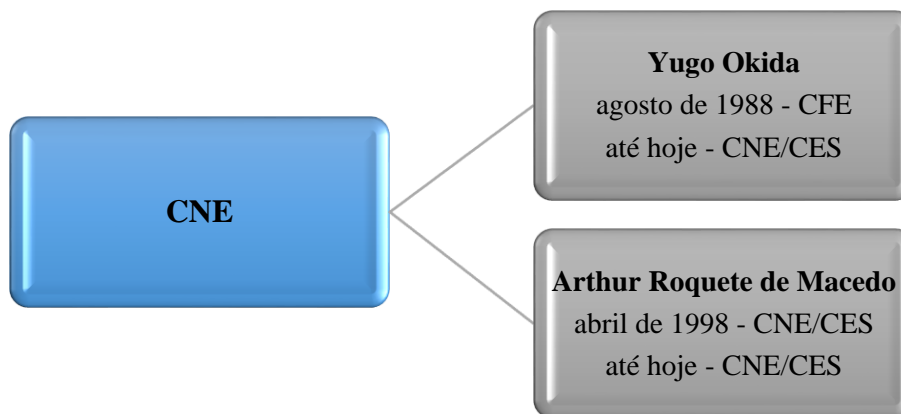 CNE
Yugo Okida
agosto de 1988 - CFE
até hoje - CNE/CES
Arthur Roquete de Macedo
abril de 1998 - CNE/CES
até hoje - CNE/CES